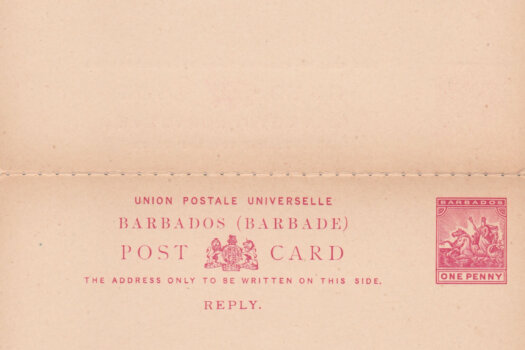 UNION POSTALE UNIVERSELLE
BARBADOS (BARBADE)
POST CARD
THE ADDRESS ONLY TO BE WRITTEN ON THIS SIDE.
REPLY.
BARBADOS
ONE PENNY